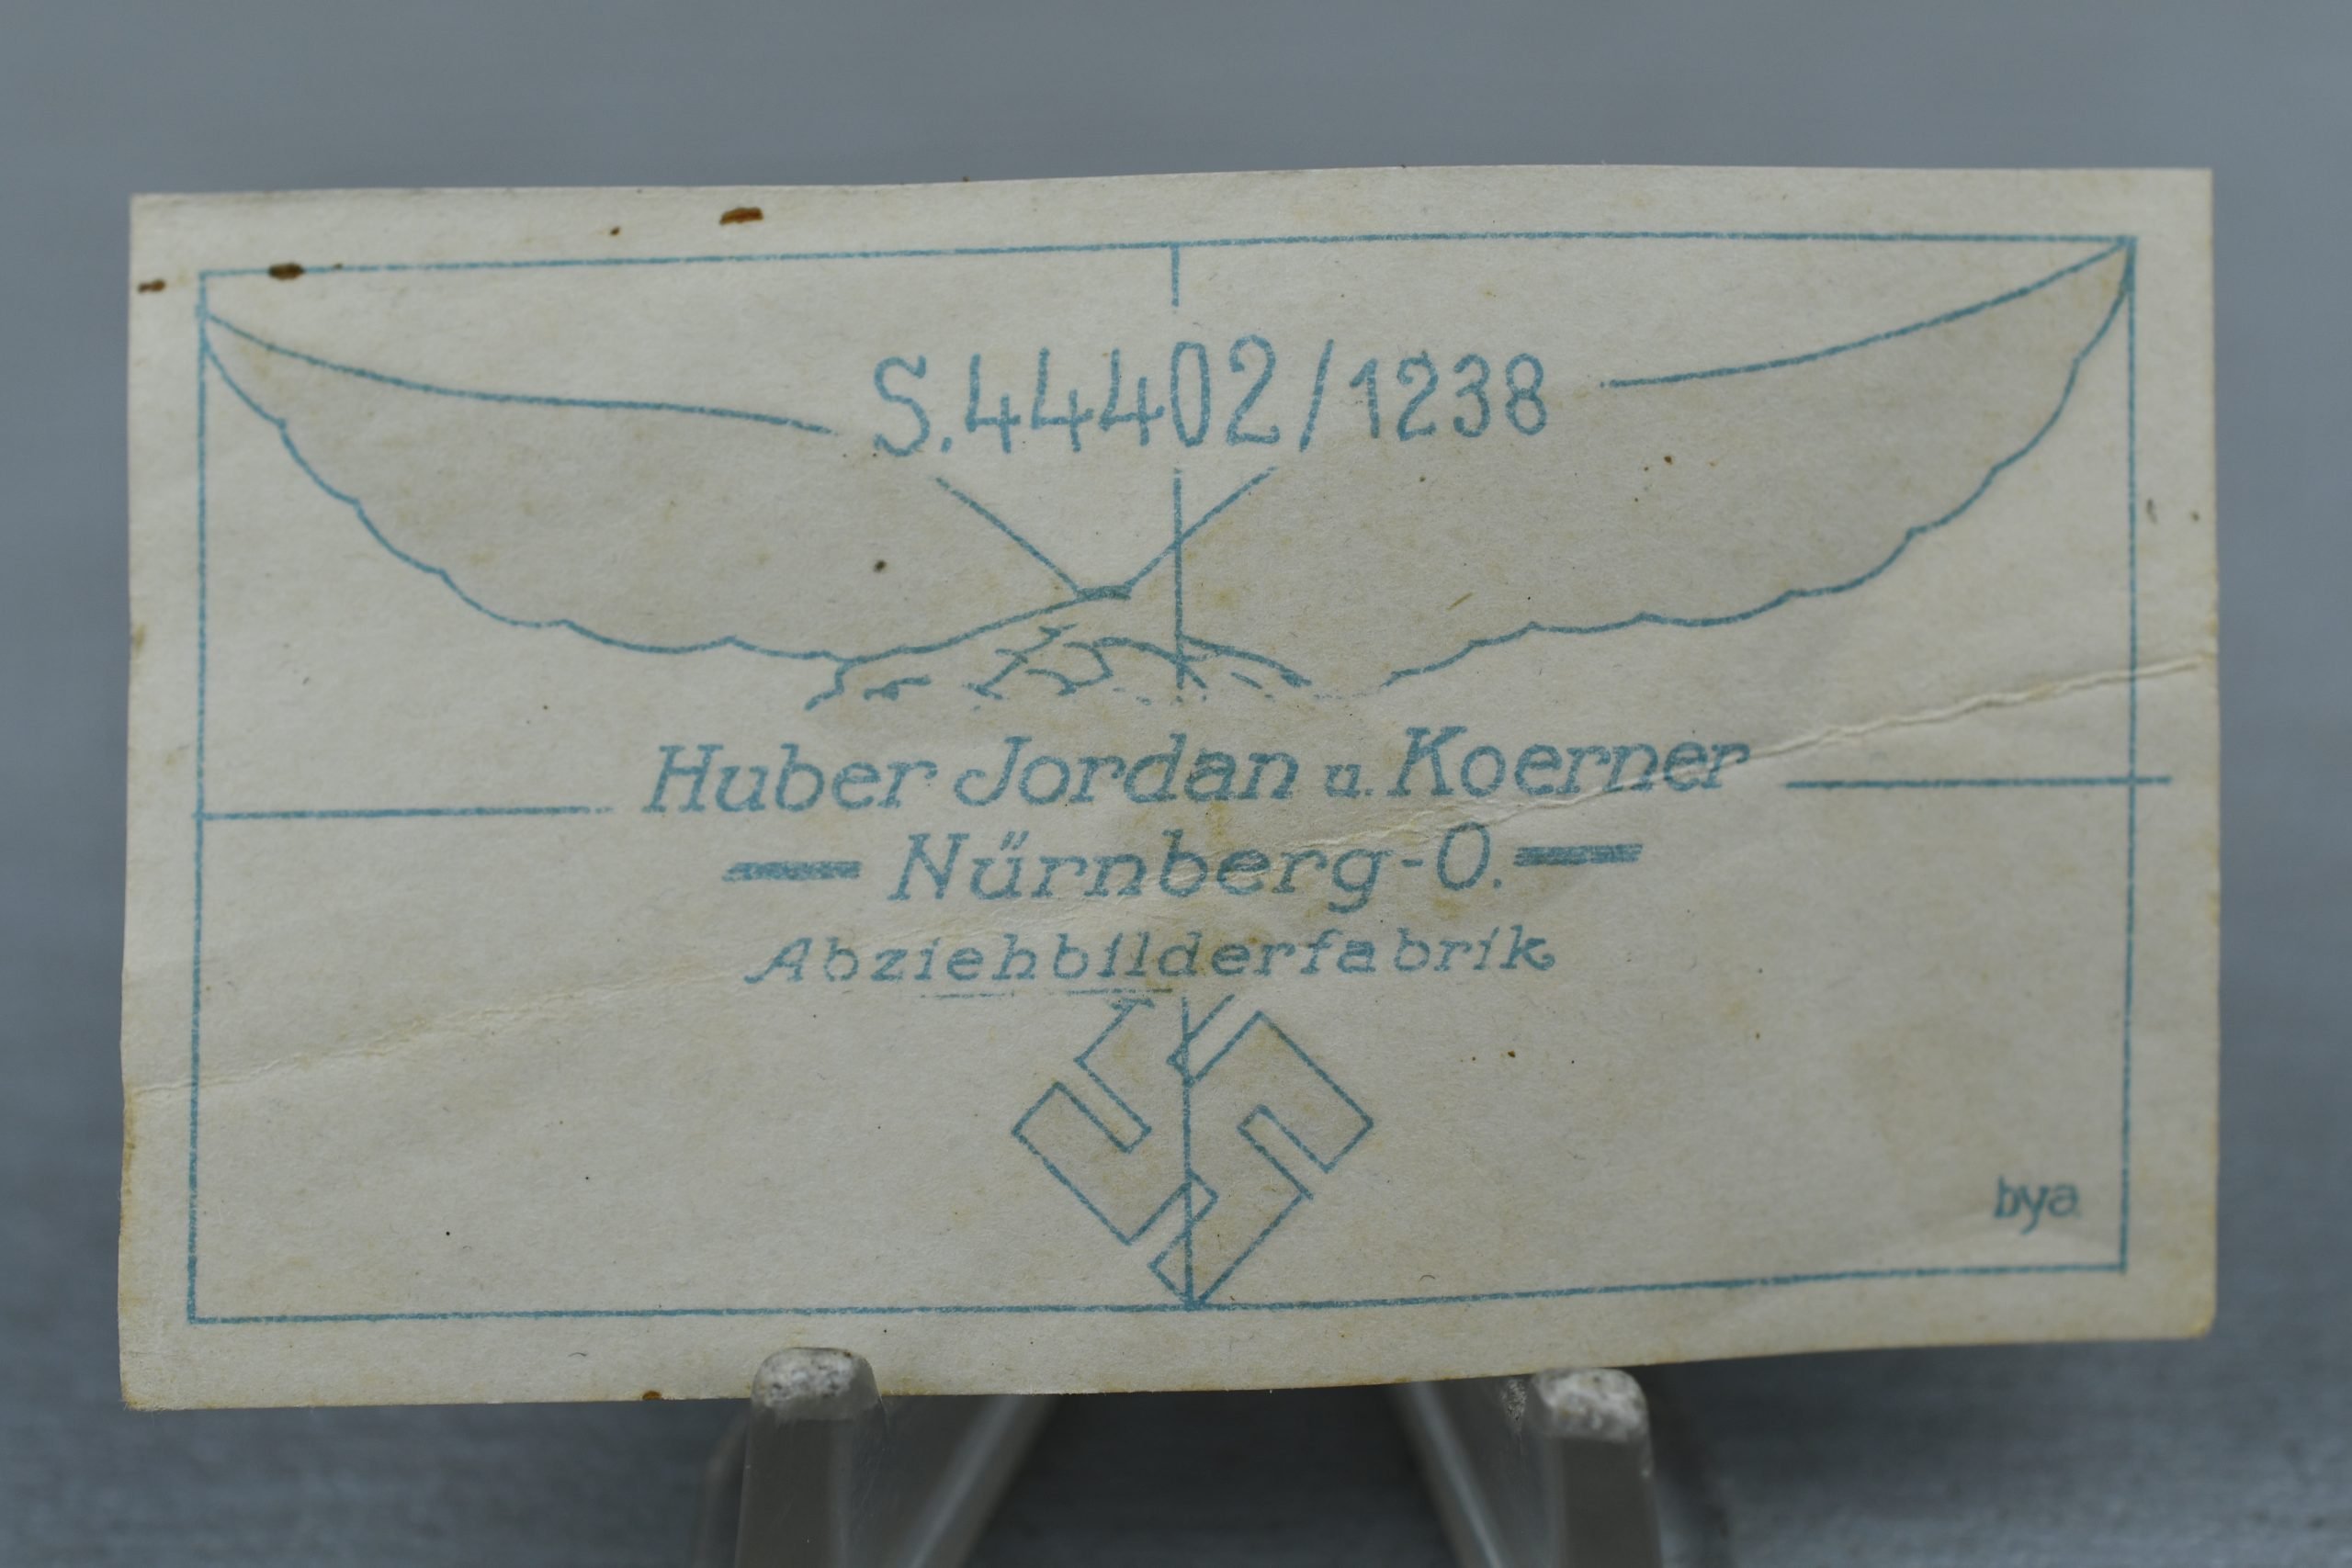 S.44402/1238
Huber Jordan u. Koerner
Nürnberg-O.
Abziehbilderfabrik
bya